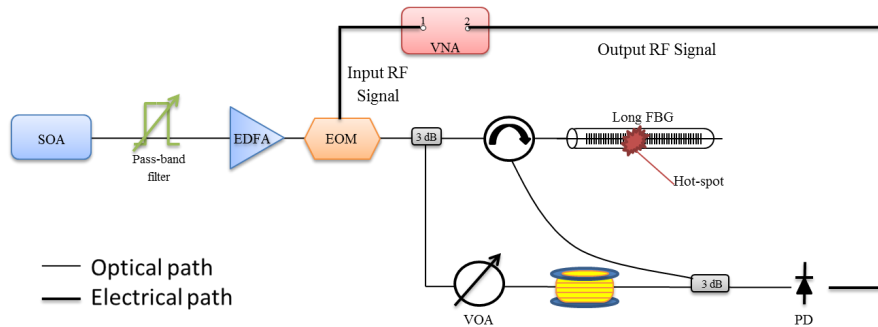 1
2
VNA
Output RF Signal
Input RF
Signal
Long FBG
SOA
EDFA
EOM
3 dB
Pass-band
filter
Hot-spot
Optical path
3 dB
Electrical path
VOA
PD